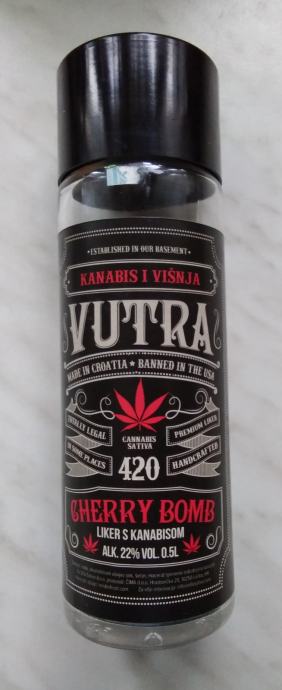 •ESTABLISHED IN OUR BASEMENT•
KANABIS I VIŠNJA
VUTRA
MADE IN CROATIA ★ BANNED IN THE USA
TOTALLY LEGAL
IN SOME PLACES
CANNABIS
SATIVA
420
PREMIUM LIKER
HANDCRAFTED
CHERRY BOMB
LIKER S KANABISOM
ALK. 22% VOL. 0.5L